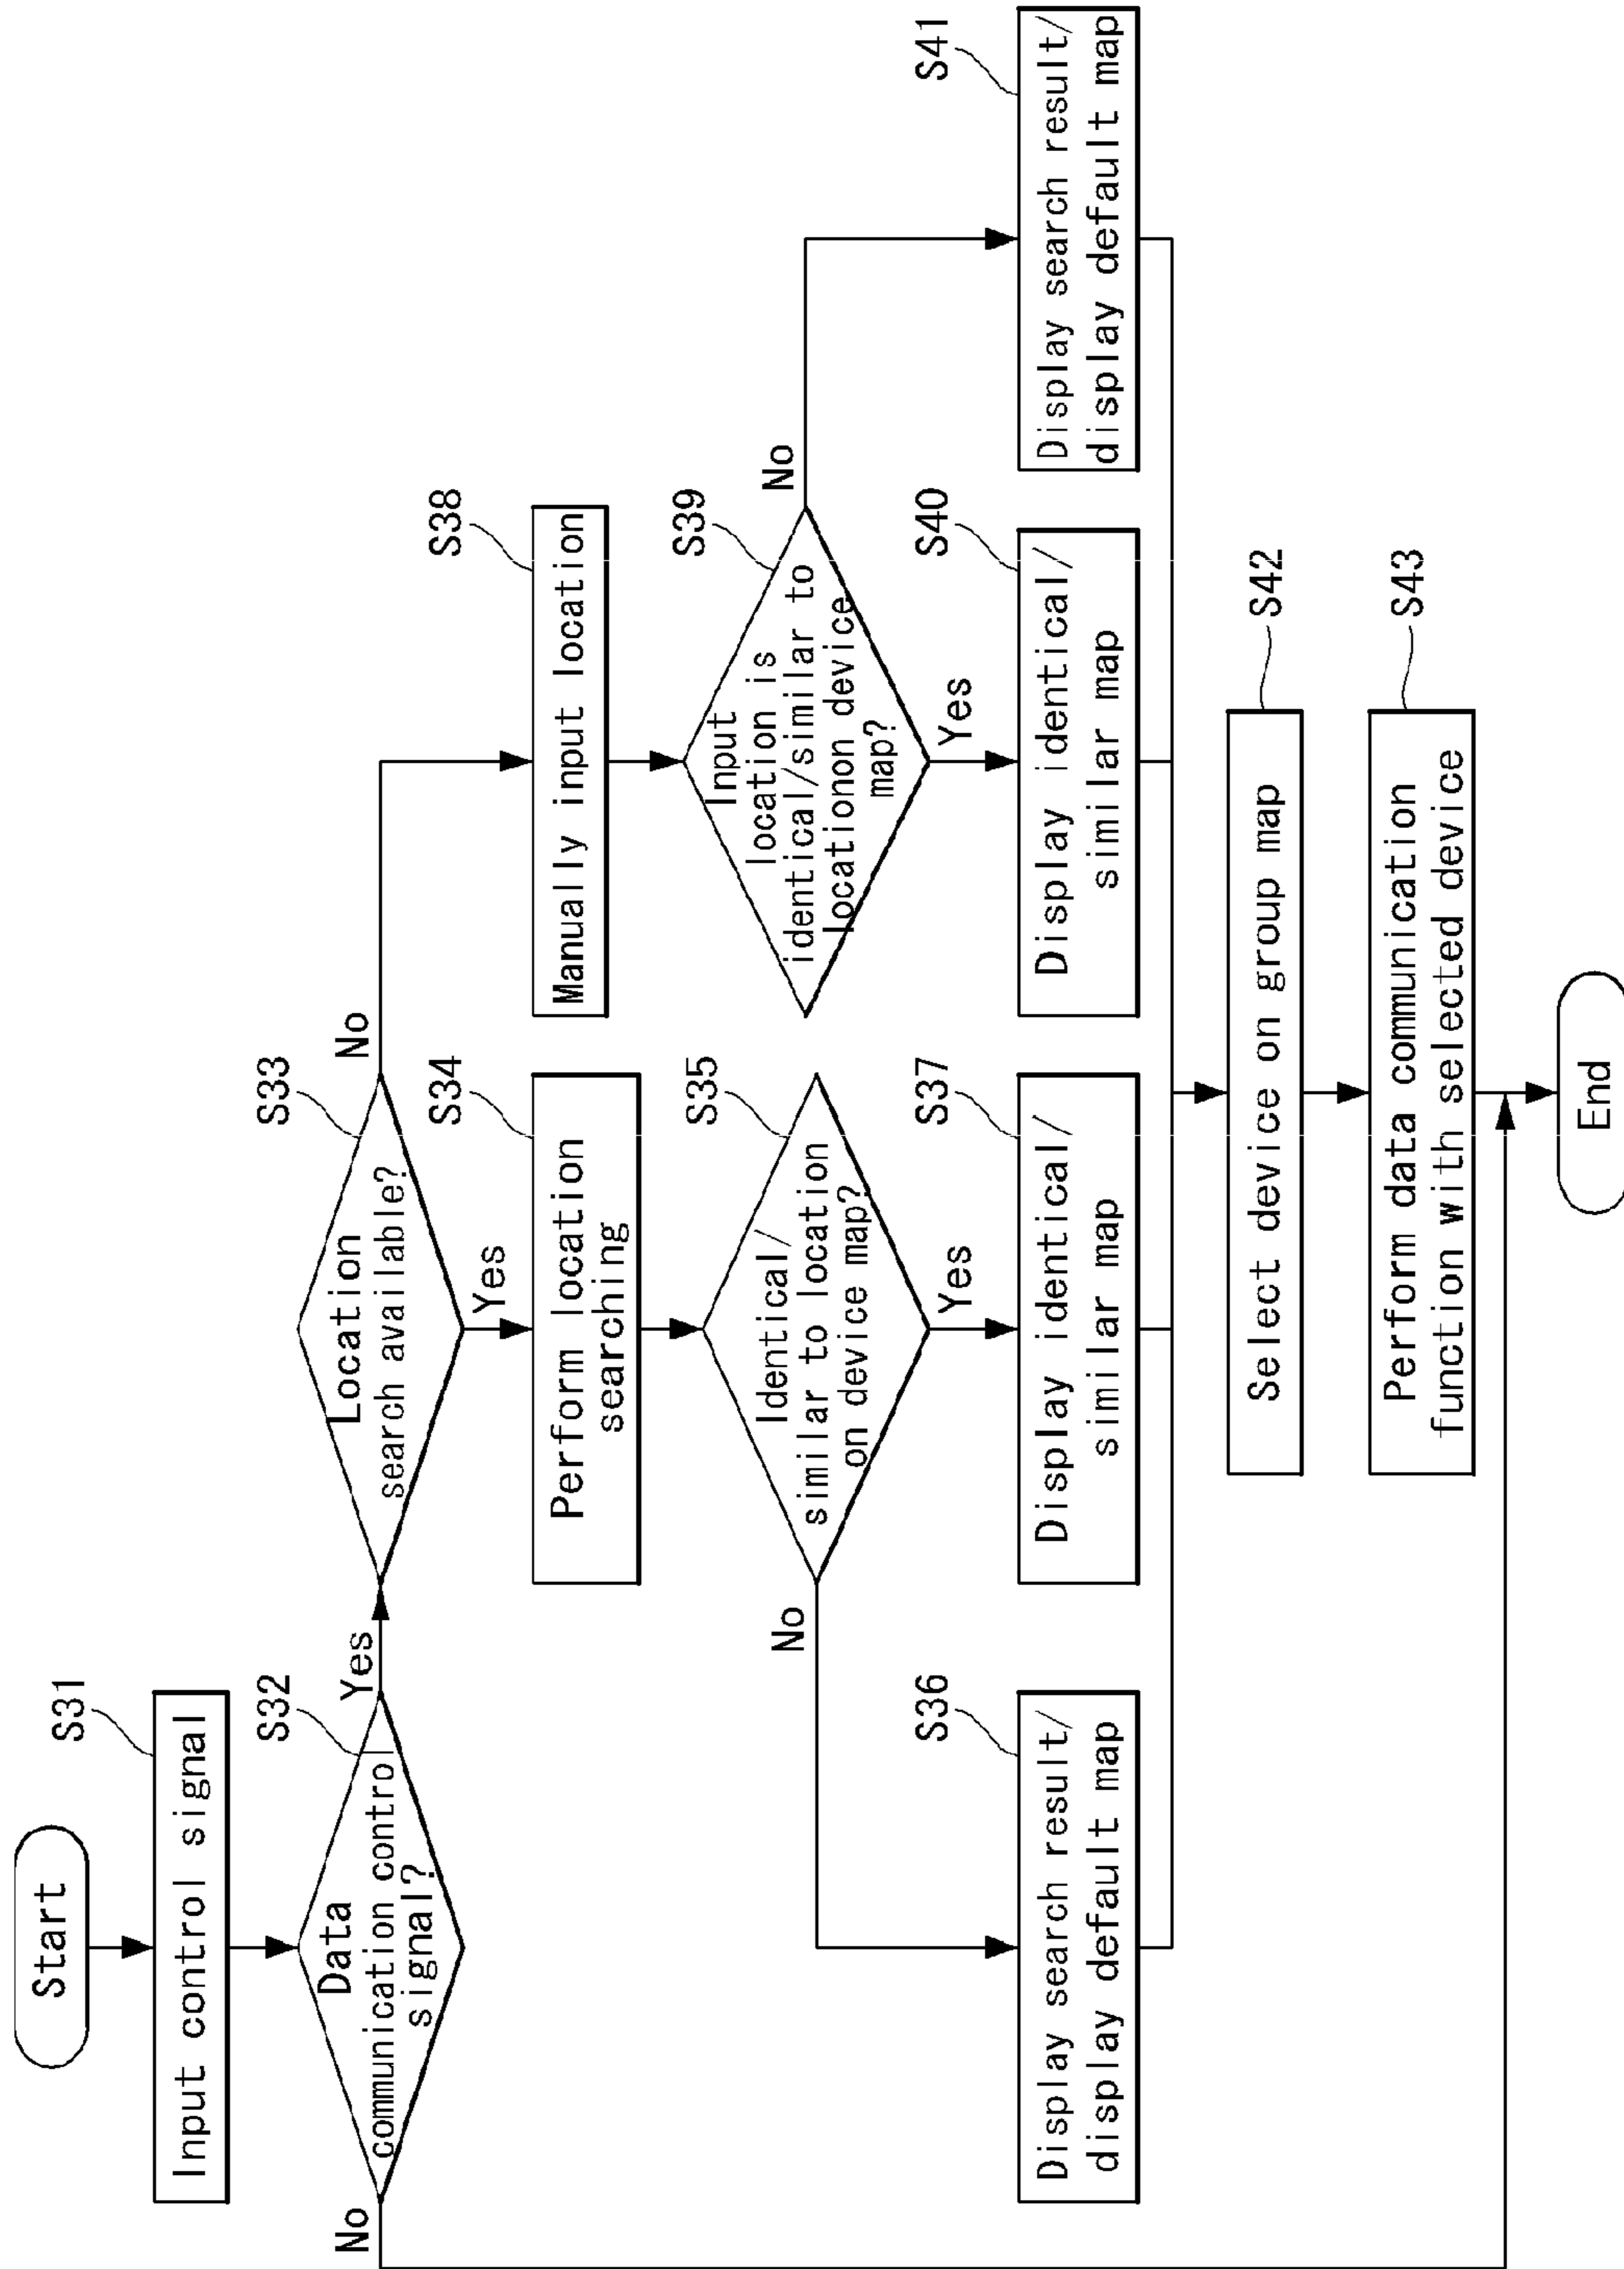 Start
S31
Input control signal
S32
Data
communication control
signal?
No
Yes
S33
Location
search available?
No
Yes
S34
Perform location
searching
S38
Manually input location
S35
Identical/
similar to location
on device map?
No
Yes
S39
Input
location is
identical/similar to
locationon device
map?
No
Yes
S36
Display search result/
display default map
S37
Display identical/
similar map
S40
Display identical/
similar map
S41
Display search result/
display default map
S42
Select device on group map
S43
Perform data communication
function with selected device
End